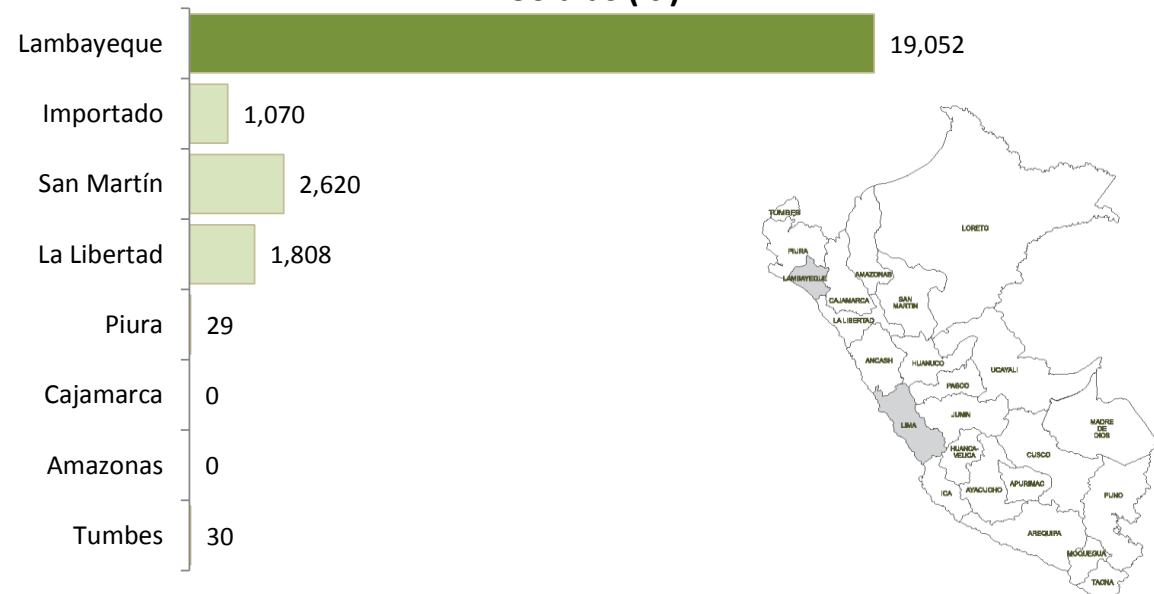 Lambayeque 19,052
Importado 1,070
San Martín 2,620
La Libertad 1,808
Piura 29
Cajamarca 0
Amazonas 0
Tumbes 30
TUMBES
LORETO
PIURA
LAMBAYEQUE
AMAZONAS
CAJAMARCA
SAN
MARTIN
LA LIBERTAD
ANCASH
HUANUCO
UCAYALI
PASCO
LIMA
JUNIN
MADRE
DE
DIOS
HUANCA-
VELICA
CUSCO
ICA
AYACUCHO
APURIMAC
PUNO
AREQUIPA
MOQUEGUA
TACNA